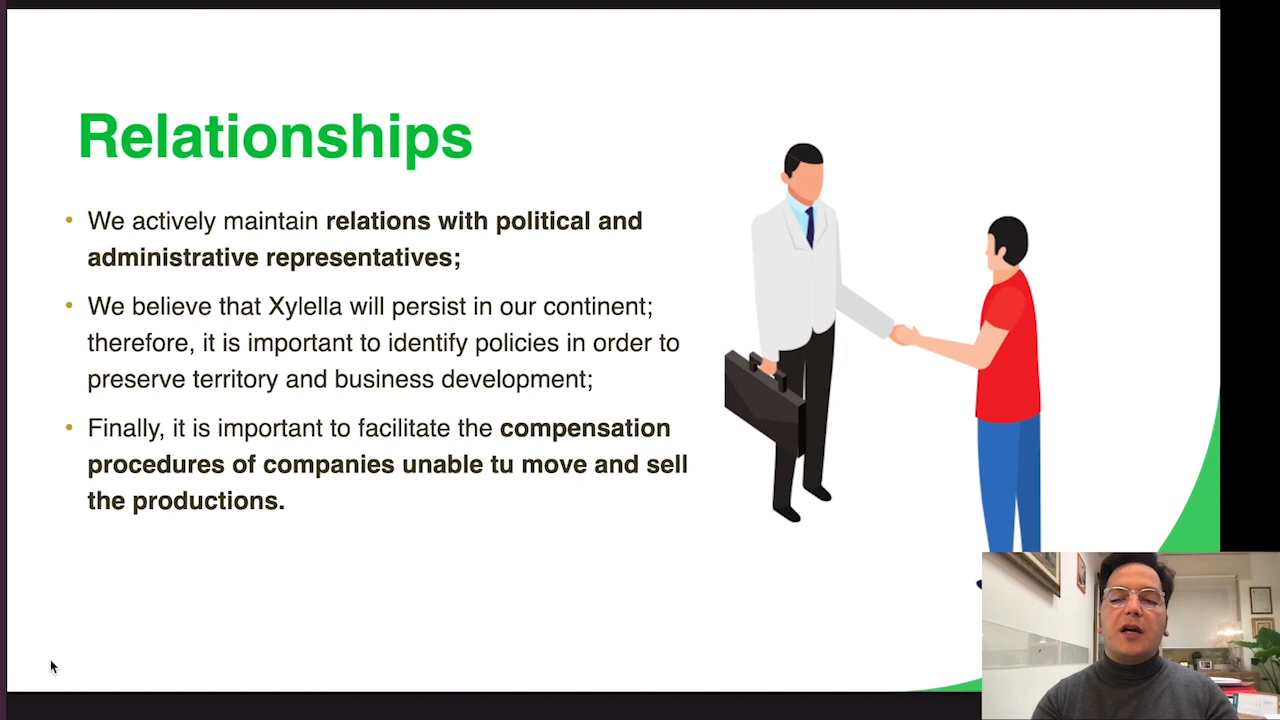 Relationships
• We actively maintain relations with political and
administrative representatives;
• We believe that Xylella will persist in our continent;
therefore, it is important to identify policies in order to
preserve territory and business development;
• Finally, it is important to facilitate the compensation
procedures of companies unable tu move and sell
the productions.